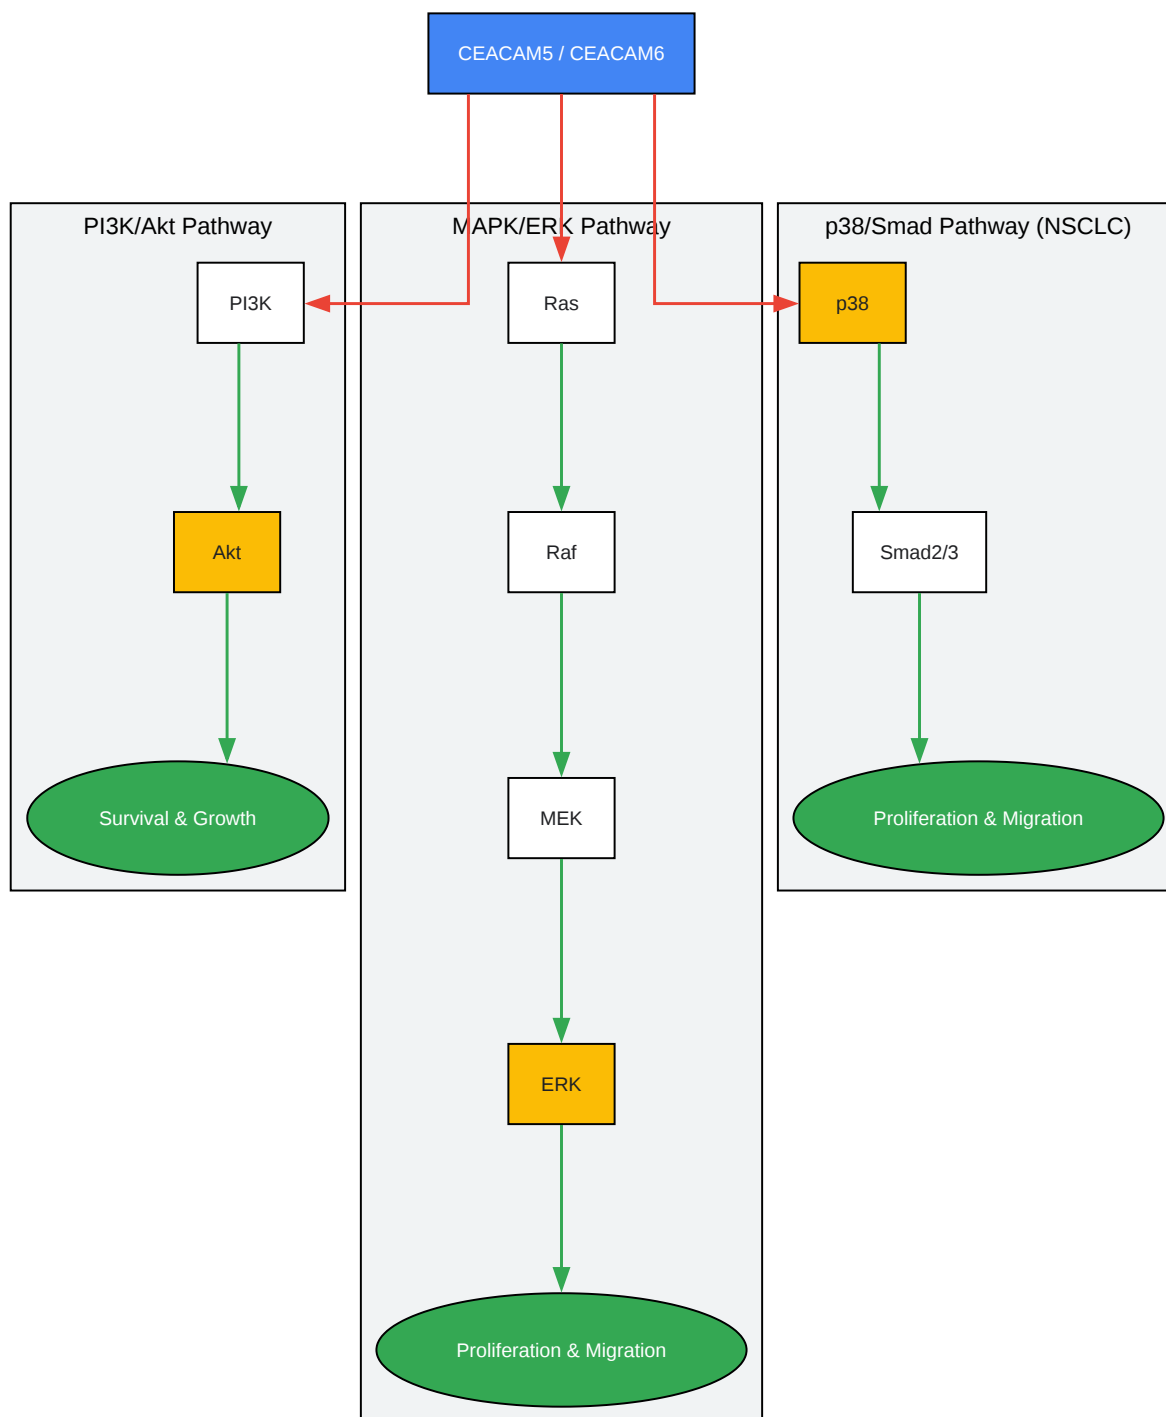 CEACAM5 / CEACAM6
PI3K/Akt Pathway
PI3K
Akt
Survival & Growth
MAPK/ERK Pathway
Ras
Raf
MEK
ERK
Proliferation & Migration
p38/Smad Pathway (NSCLC)
p38
Smad2/3
Proliferation & Migration